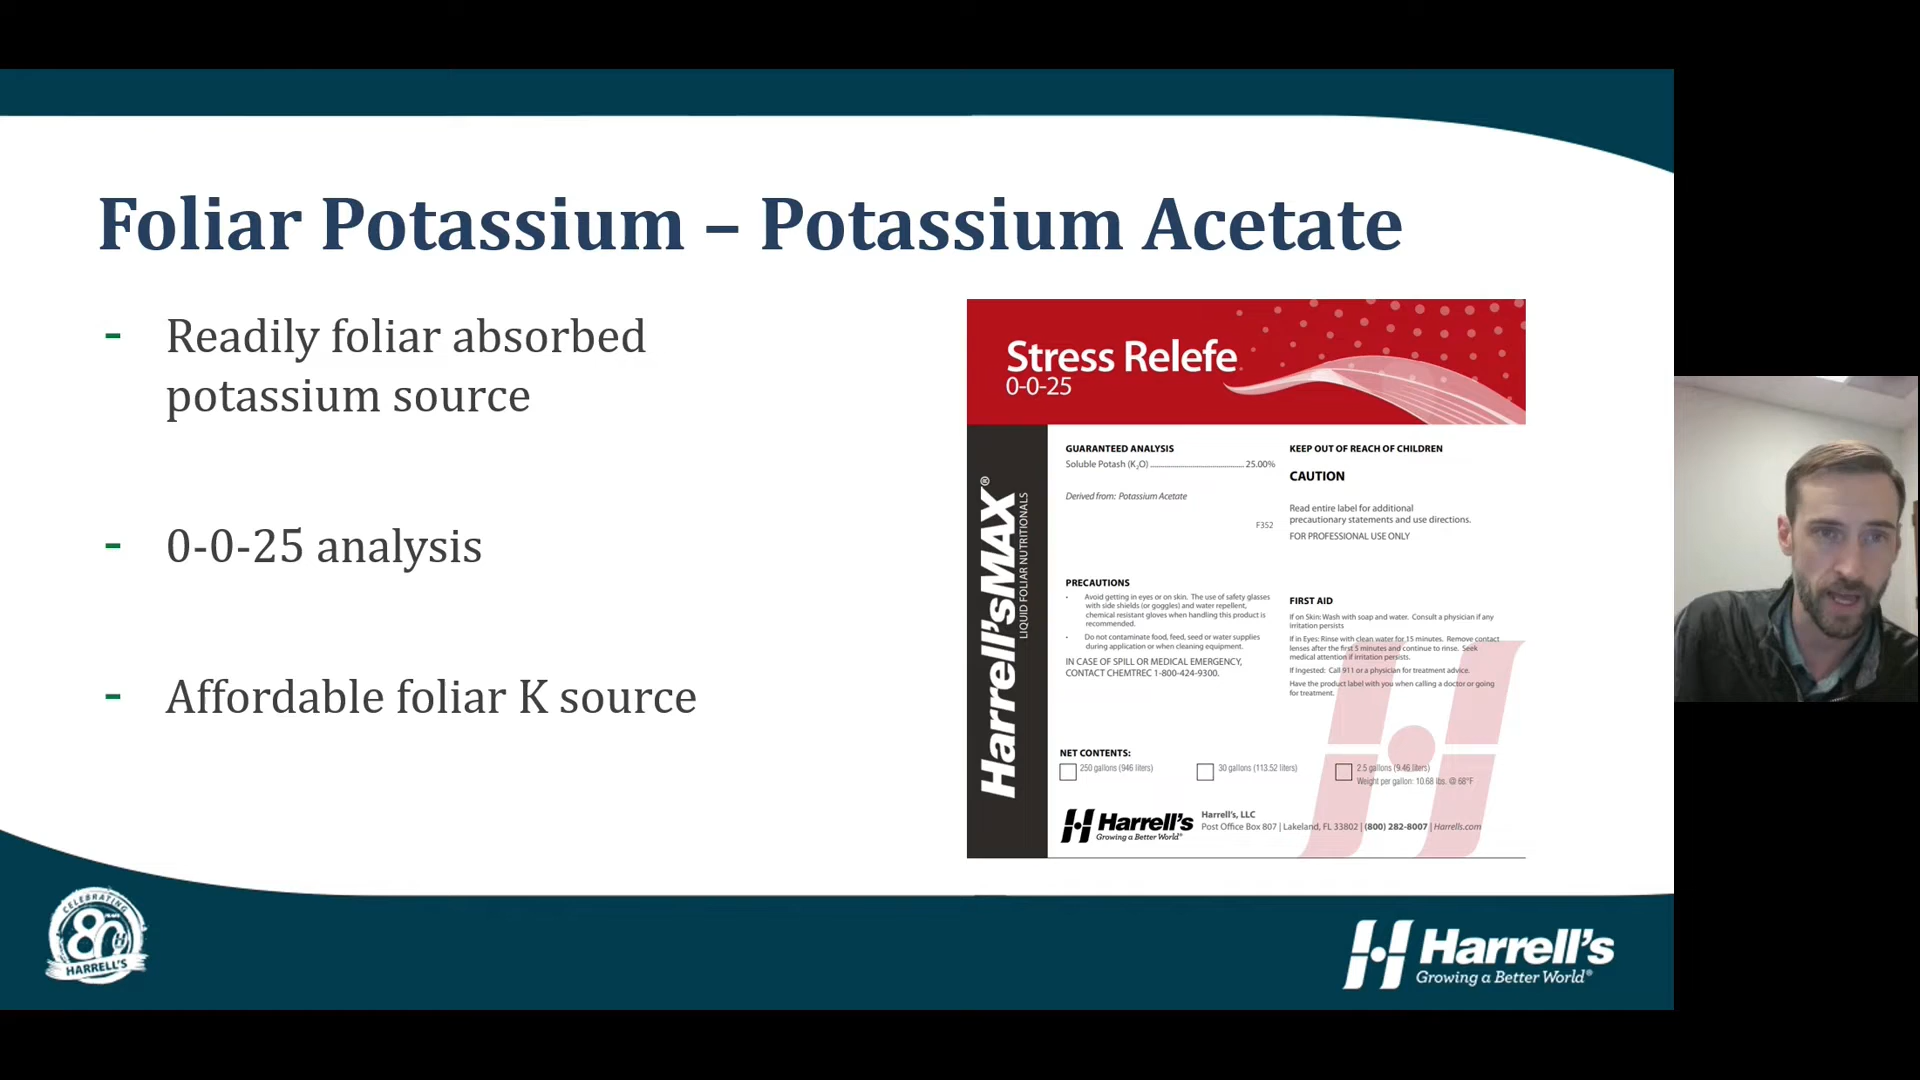 Foliar Potassium – Potassium Acetate
- Readily foliar absorbed
potassium source
- 0-0-25 analysis
- Affordable foliar K source
Stress Relefe
0-0-25
Harrell'sMAX®
LIQUID FOLIAR NUTRITIONALS
GUARANTEED ANALYSIS
Soluble Potash (K₂O) ........................................ 25.00%
Derived from: Potassium Acetate
F352
PRECAUTIONS
• Avoid getting in eyes or on skin. The use of safety glasses
with side shields (or goggles) and water repellent,
chemical resistant gloves when handling this product is
recommended.
• Do not contaminate food, feed, seed or water supplies
during application or when cleaning equipment.
IN CASE OF SPILL OR MEDICAL EMERGENCY,
CONTACT CHEMTREC 1-800-424-9300.
KEEP OUT OF REACH OF CHILDREN
CAUTION
Read entire label for additional
precautionary statements and use directions.
FOR PROFESSIONAL USE ONLY
FIRST AID
If on Skin: Wash with soap and water. Consult a physician if any
irritation persists
If in Eyes: Rinse with clean water for 15 minutes. Remove contact
lenses after the first 5 minutes and continue to rinse. Seek
medical attention if irritation persists.
If Ingested: Call 911 or a physician for treatment advice.
Have the product label with you when calling a doctor or going
for treatment.
NET CONTENTS:
250 gallons (946 liters)
30 gallons (113.52 liters)
2.5 gallons (9.46 liters)
Weight per gallon: 10.68 lbs. @ 68°F
Harrell's
Growing a Better World®
Harrell's, LLC
Post Office Box 807 | Lakeland, FL 33802 | (800) 282-8007 | Harrells.com
CELEBRATING
80 YEARS
HARRELL'S
Harrell's
Growing a Better World®